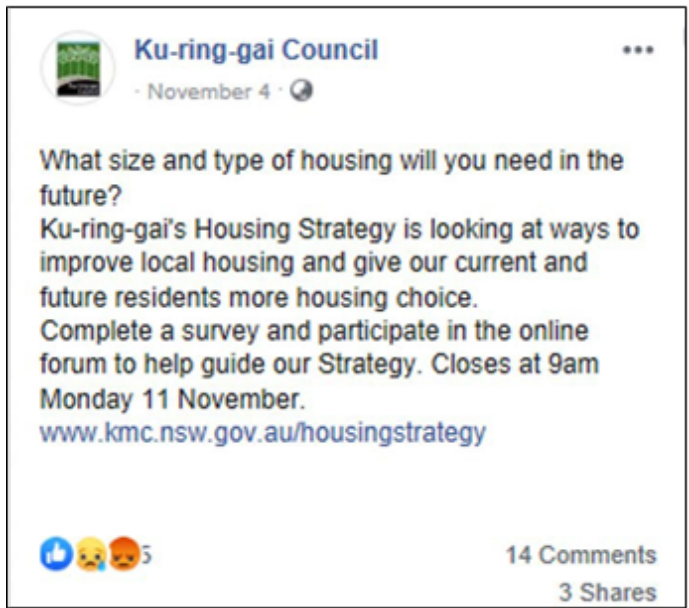 Ku-ring-gai Council
· November 4 ·
What size and type of housing will you need in the
future?
Ku-ring-gai's Housing Strategy is looking at ways to
improve local housing and give our current and
future residents more housing choice.
Complete a survey and participate in the online
forum to help guide our Strategy. Closes at 9am
Monday 11 November.
www.kmc.nsw.gov.au/housingstrategy
5
14 Comments
3 Shares